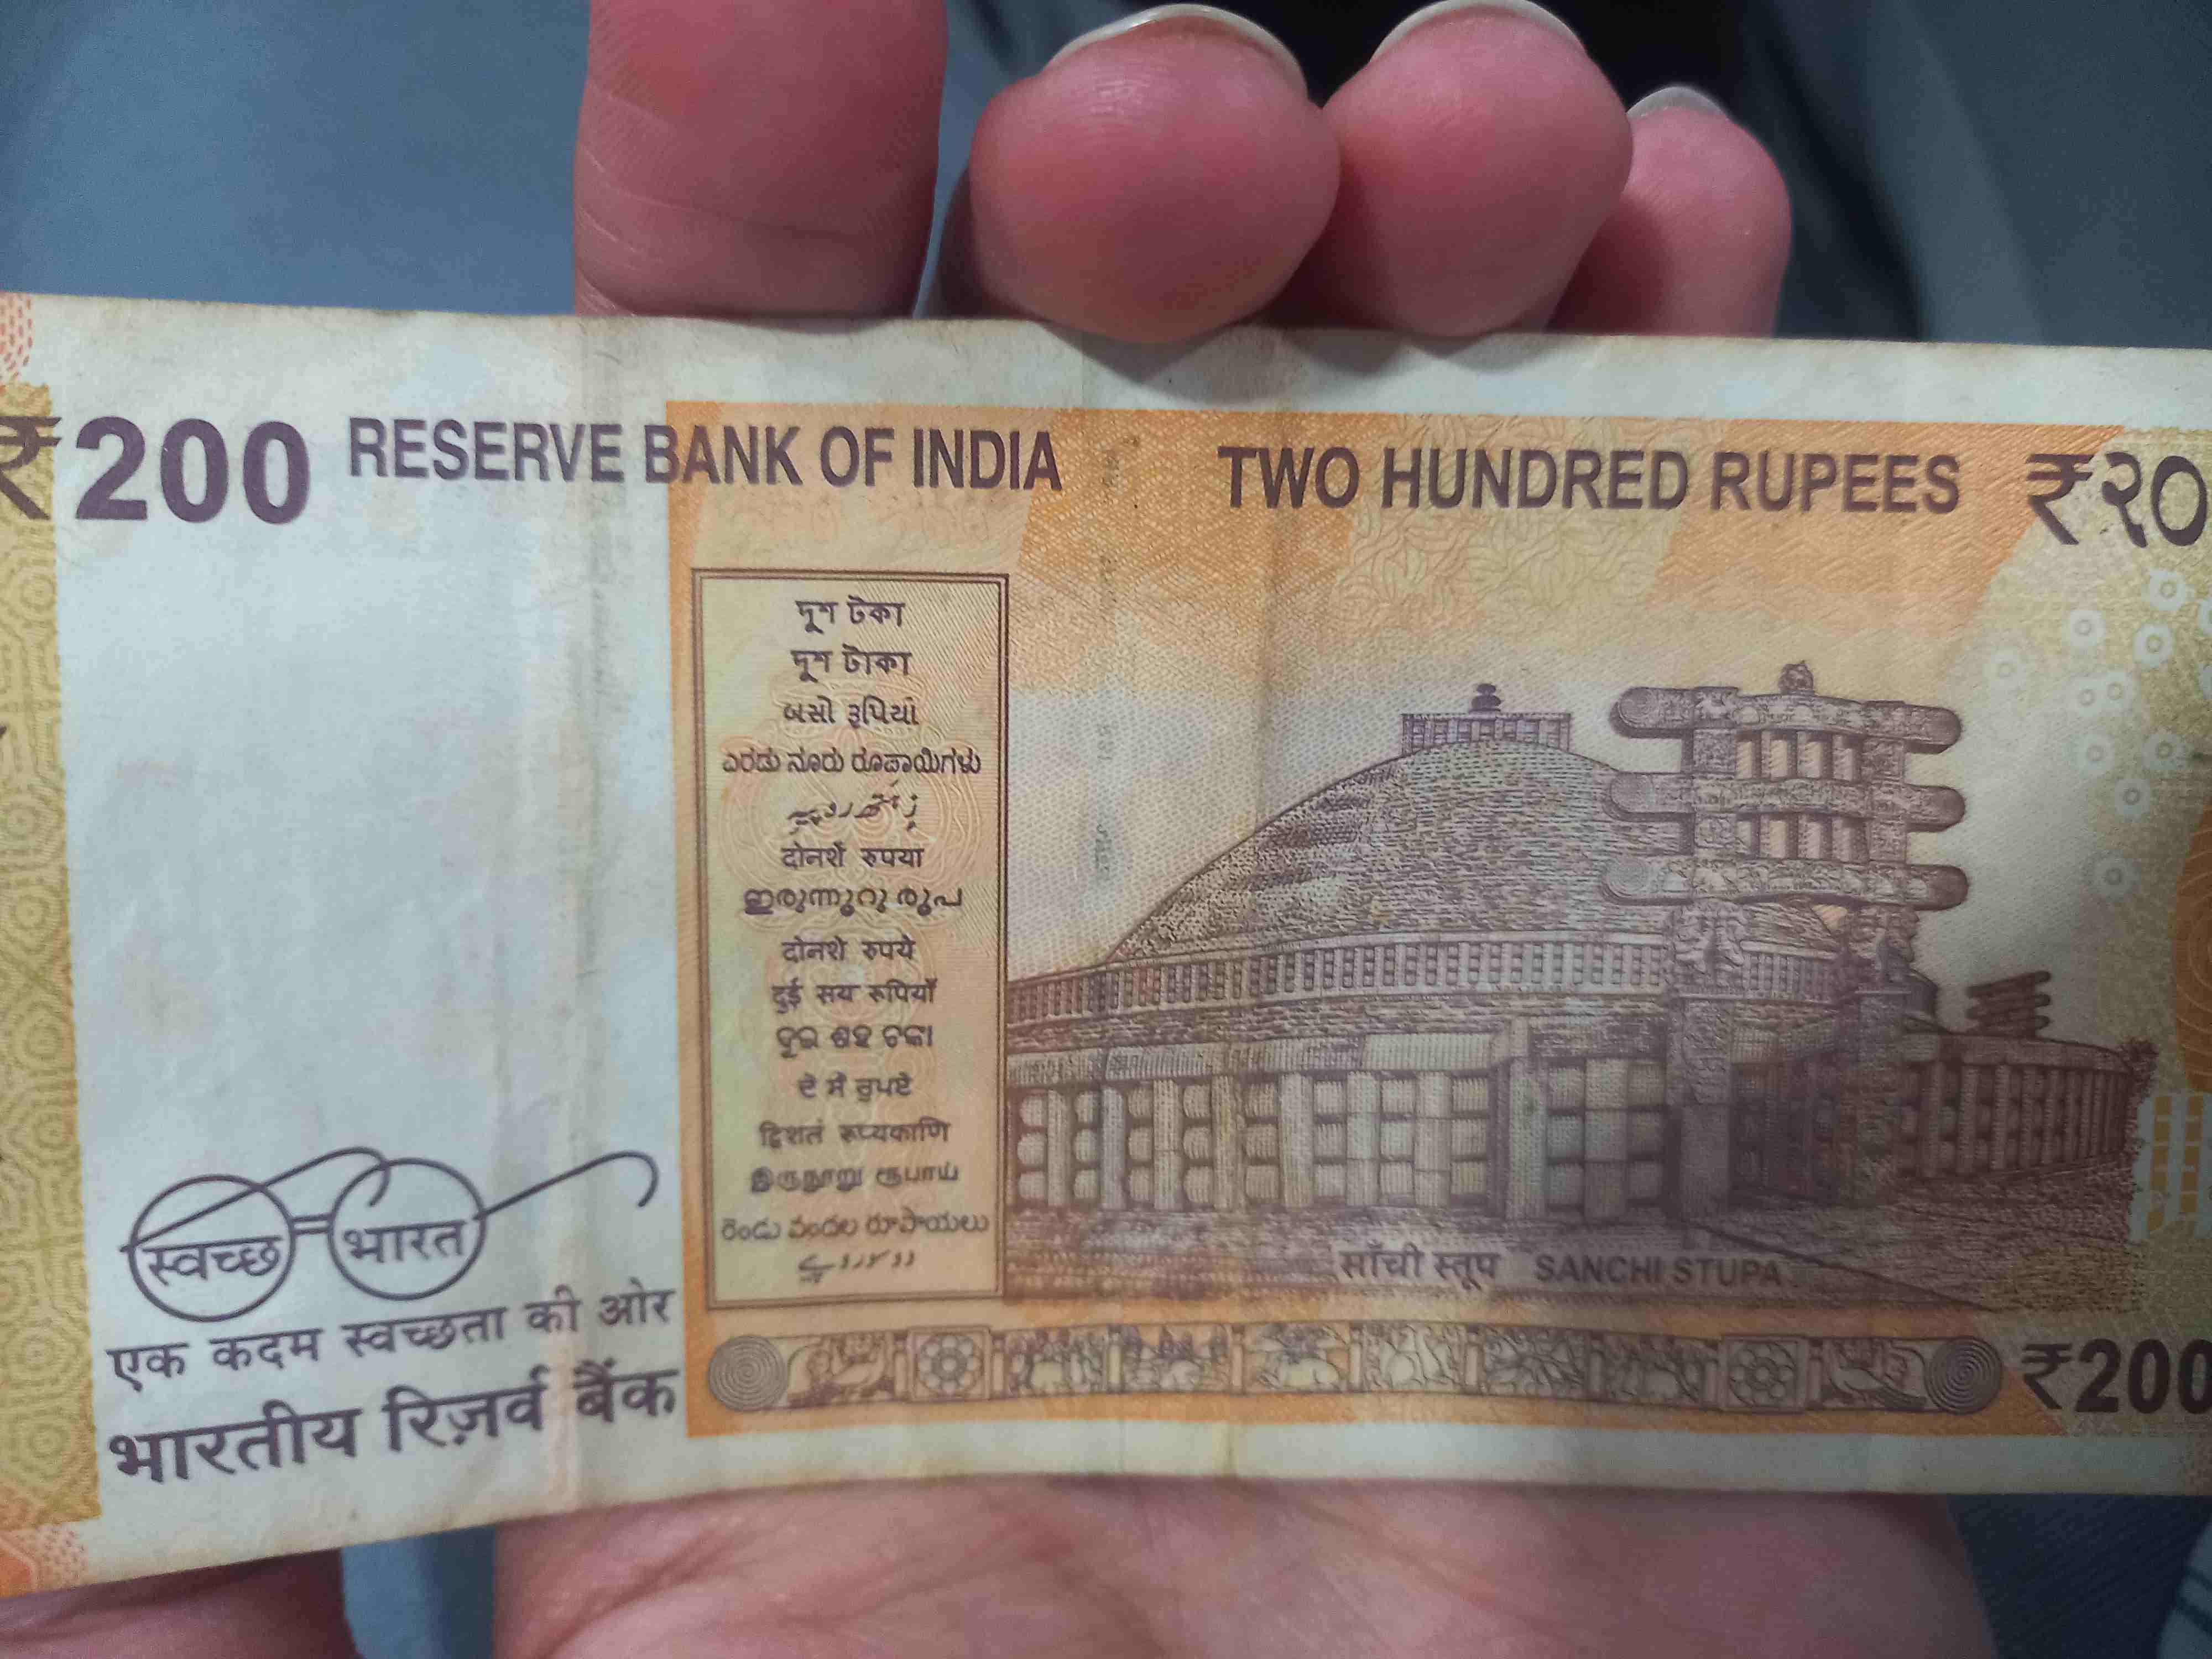 ₹200 RESERVE BANK OF INDIA TWO HUNDRED RUPEES ₹२०
দুশ টকা
দুশ টাকা
બસો રૂપિયા
ಎರಡು ನೂರು ರೂಪಾಯಿಗಳು
दोनशें रुपया
ഇരുന്നൂറു രൂപ
दोनशे रुपये
दुई सय रुपियाँ
ଦୁଇ ଶହ ଟଙ୍କା
ਦੋ ਸੌ ਰੁਪਏ
द्विशतं रूप्यकाणि
இருநூறு ரூபாய்
రెండు వందల రూపాయలు
साँची स्तूप SANCHI STUPA
स्वच्छ भारत
एक कदम स्वच्छता की ओर
भारतीय रिज़र्व बैंक
₹200